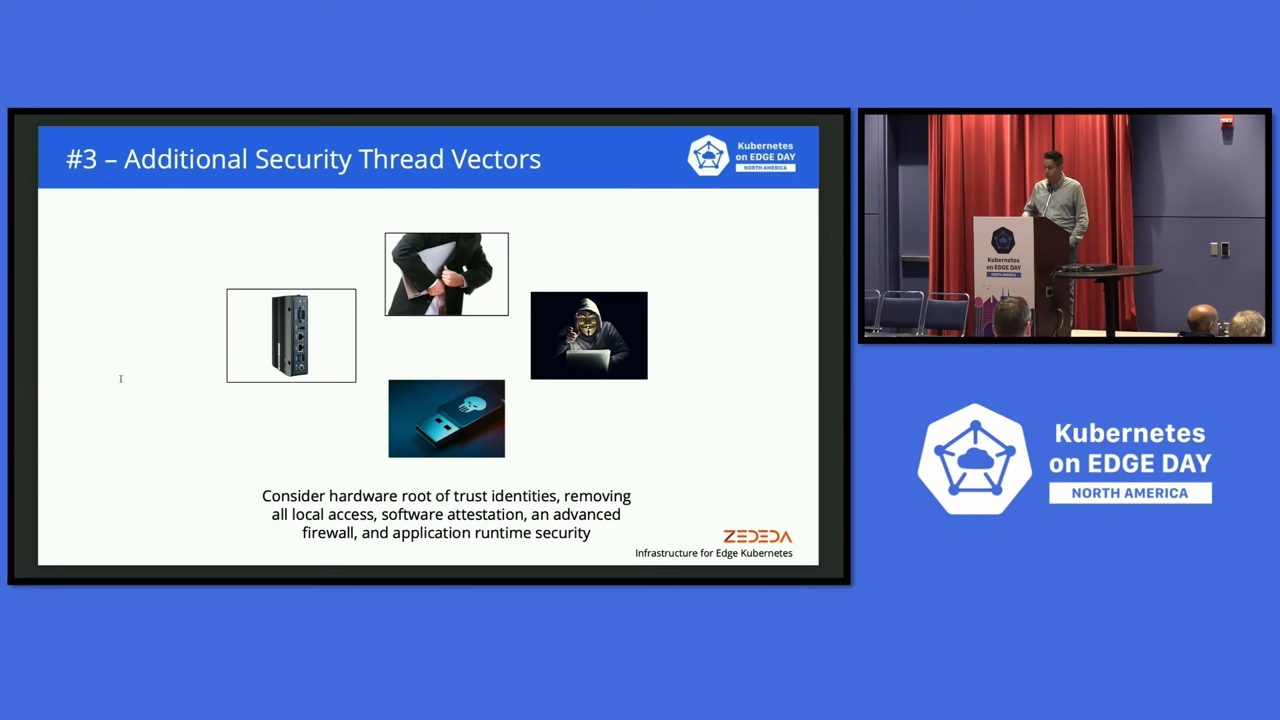 #3 – Additional Security Thread Vectors
Kubernetes
on EDGE DAY
NORTH AMERICA
Consider hardware root of trust identities, removing
all local access, software attestation, an advanced
firewall, and application runtime security
ZEDEDA
Infrastructure for Edge Kubernetes
Kubernetes
on EDGE DAY
NORTH AMERICA
Kubernetes
on EDGE DAY
NORTH AMERICA